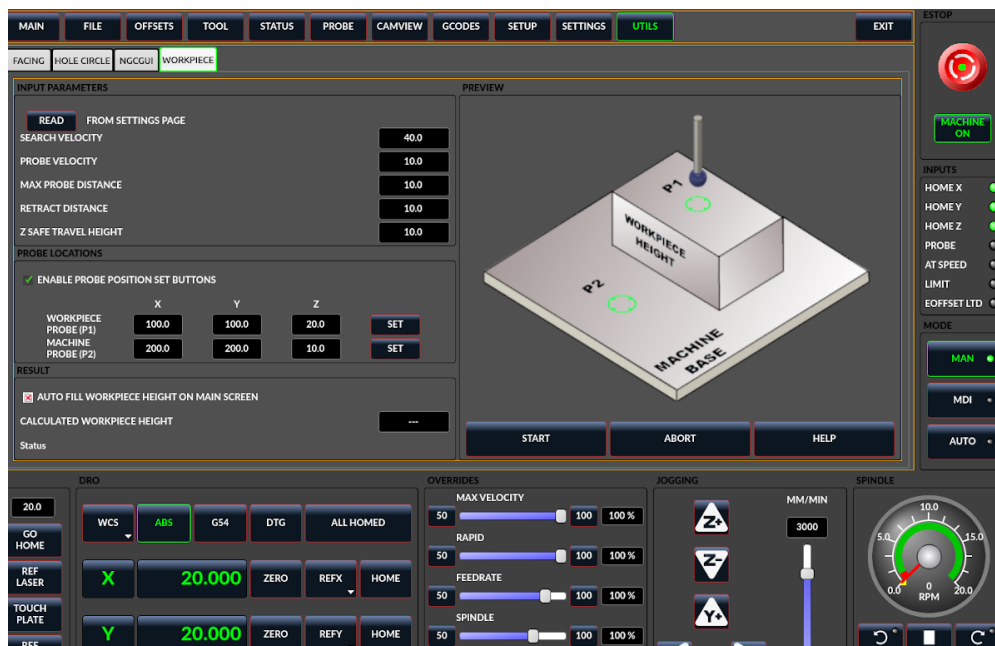 MAIN FILE OFFSETS TOOL STATUS PROBE CAMVIEW GCODES SETUP SETTINGS UTILS EXIT
FACING HOLE CIRCLE NGCGUI WORKPIECE
INPUT PARAMETERS
READ FROM SETTINGS PAGE
SEARCH VELOCITY 40.0
PROBE VELOCITY 10.0
MAX PROBE DISTANCE 10.0
RETRACT DISTANCE 10.0
Z SAFE TRAVEL HEIGHT 10.0
PROBE LOCATIONS
ENABLE PROBE POSITION SET BUTTONS
X Y Z
WORKPIECE
PROBE (P1) 100.0 100.0 20.0 SET
MACHINE
PROBE (P2) 200.0 200.0 10.0 SET
RESULT
AUTO FILL WORKPIECE HEIGHT ON MAIN SCREEN
CALCULATED WORKPIECE HEIGHT ---
Status
PREVIEW
P1
WORKPIECE
HEIGHT
P2
MACHINE
BASE
START ABORT HELP
ESTOP
MACHINE
ON
INPUTS
HOME X
HOME Y
HOME Z
PROBE
AT SPEED
LIMIT
EOFFSET LTD
MODE
MAN
MDI
AUTO
20.0
GO
HOME
REF
LASER
TOUCH
PLATE
REF
DRO
WCS ABS G54 DTG ALL HOMED
X 20.000 ZERO REFX HOME
Y 20.000 ZERO REFY HOME
OVERRIDES
MAX VELOCITY
50 100 100 %
RAPID
50 100 100 %
FEEDRATE
50 100 100 %
SPINDLE
50 100 100 %
JOGGING
Z+
Z-
Y+
MM/MIN
3000
SPINDLE
10.0
5.0 15.0
0.0 0 20.0
RPM